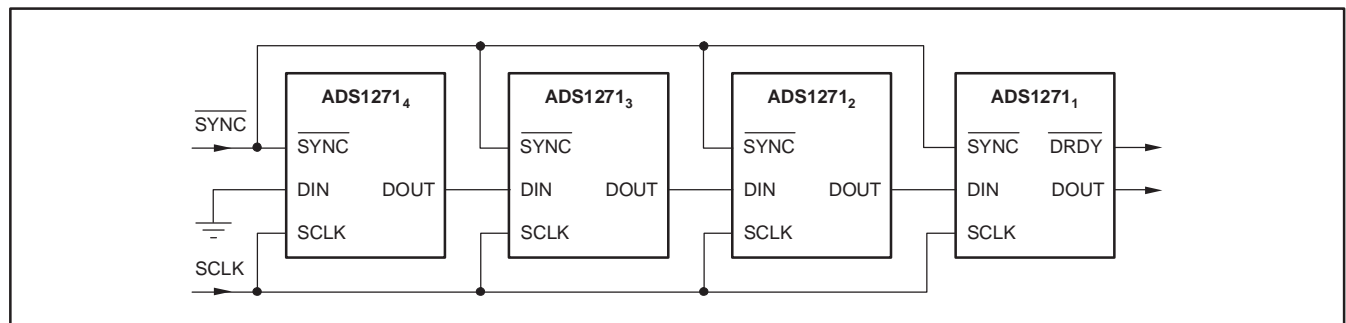 ADS1271₄ ADS1271₃ ADS1271₂ ADS1271₁
SYNC
SYNC SYNC SYNC SYNC DRDY
DIN DOUT DIN DOUT DIN DOUT DIN DOUT
SCLK SCLK SCLK SCLK
SCLK